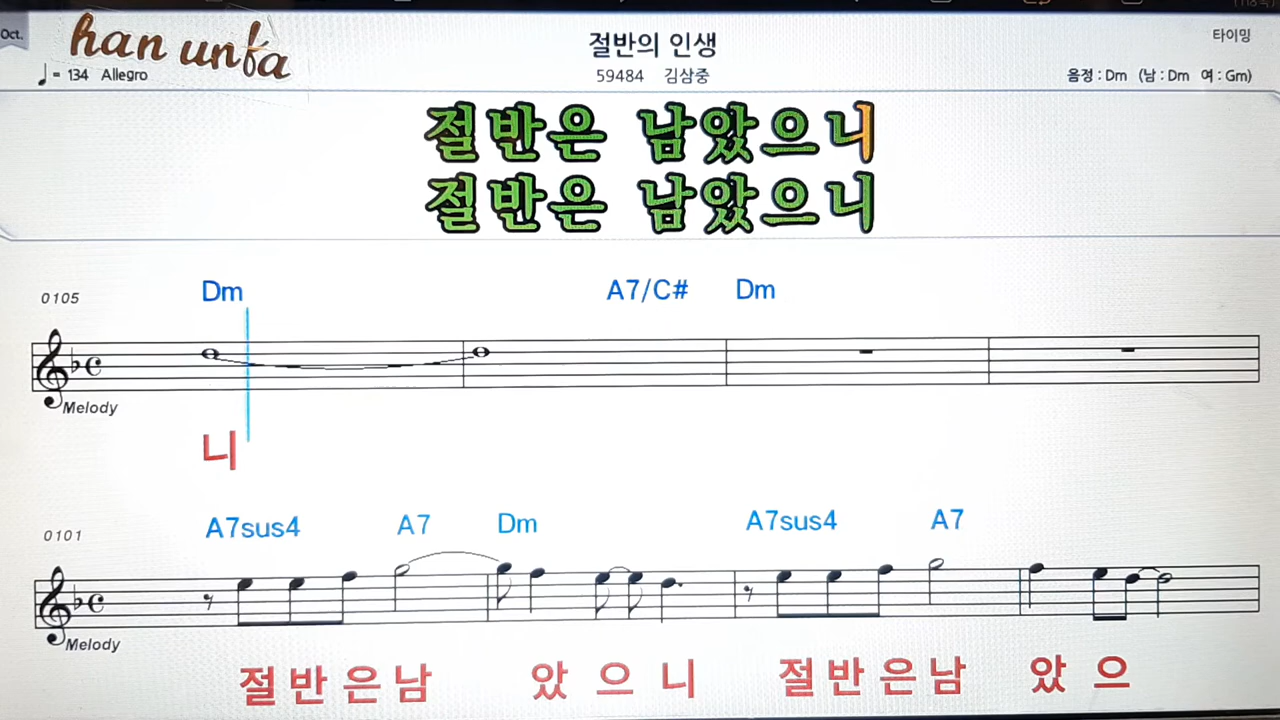 Oct.
han unfa
= 134 Allegro
절반의 인생
59484 김삼중
타이밍
음정 : Dm (남 : Dm 여 : Gm)
절반은 남았으니
절반은 남았으니
0105
Dm A7/C# Dm
Melody
니
0101
A7sus4 A7 Dm A7sus4 A7
Melody
절반은남 았으니 절반은남 았으